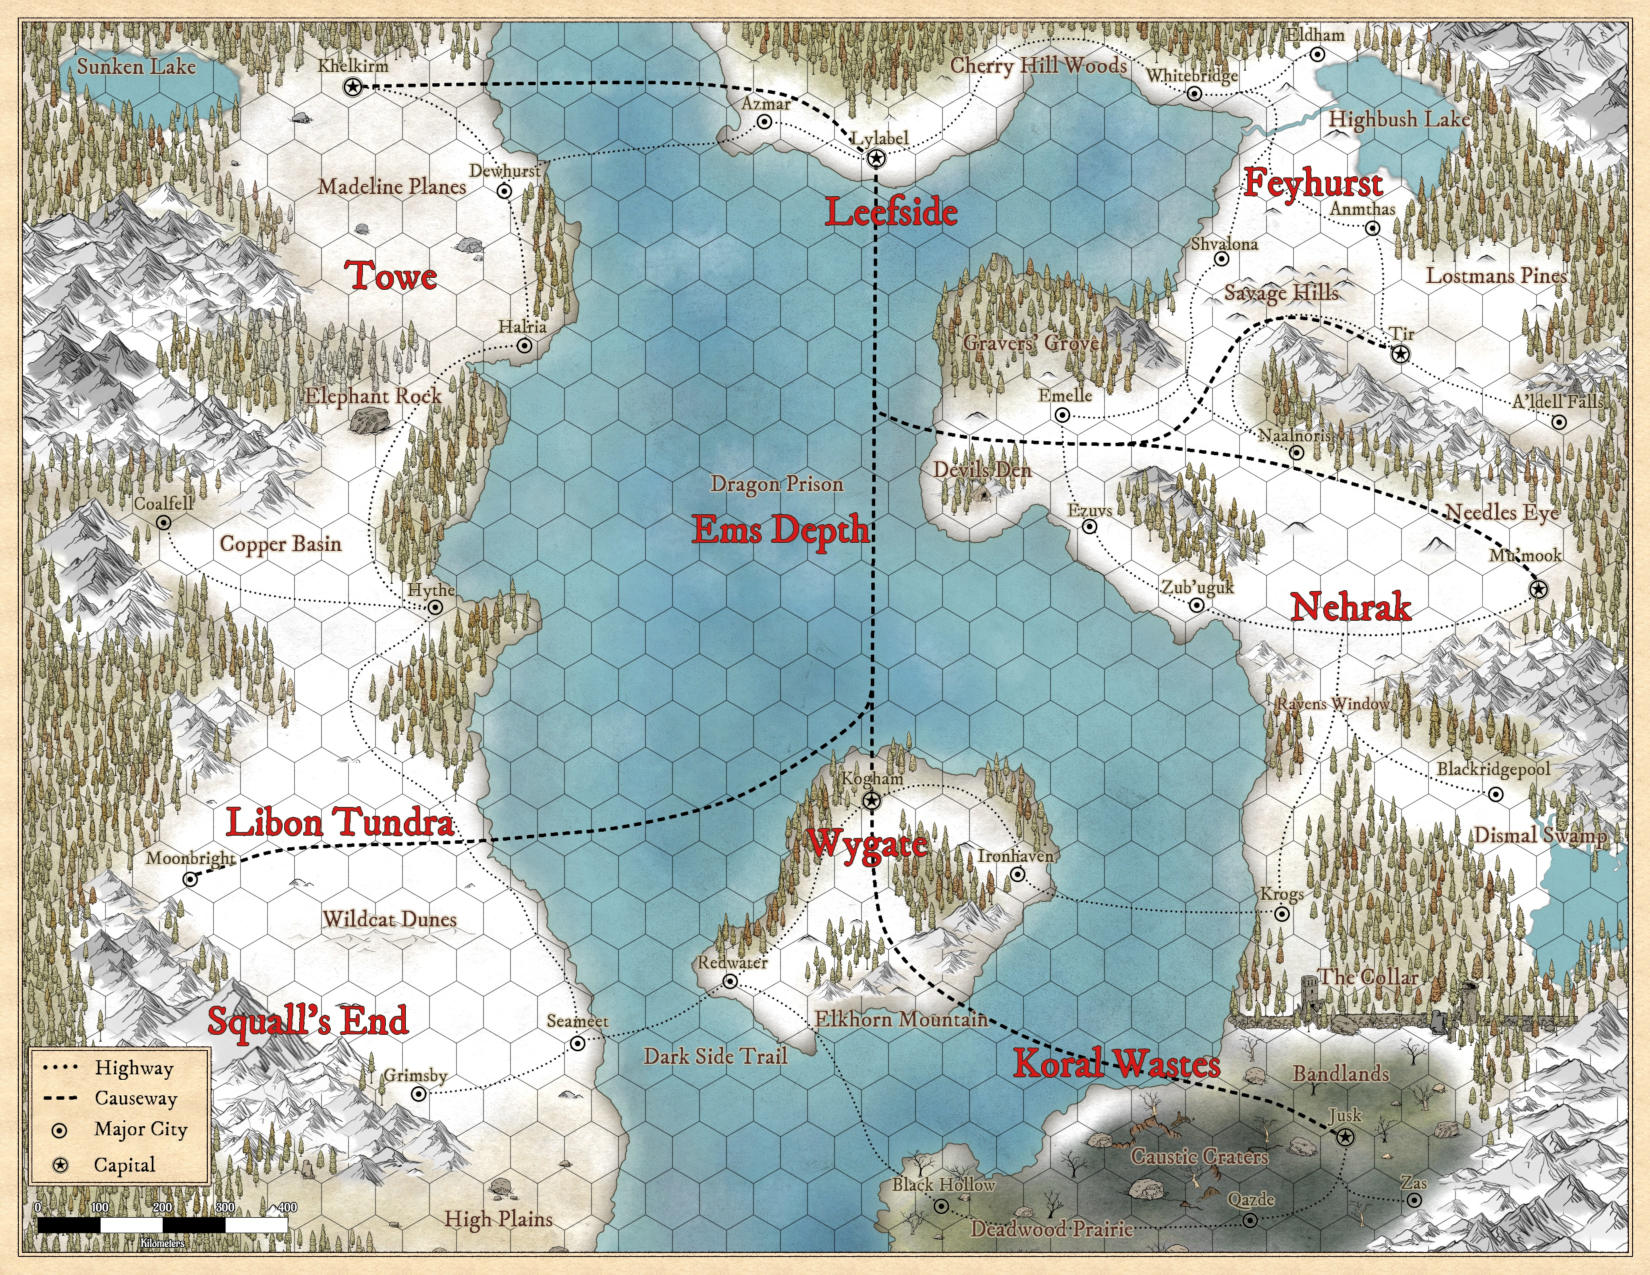 Eldham
Sunken Lake
Khelkirm
Cherry Hill Woods
Whitebridge
Azmar
Highbush Lake
Lylabel
Dewhurst
Madeline Planes
Feyhurst
Leefside
Anmthas
Shvalona
Towe
Lostmans Pines
Savage Hills
Halria
Tir
Gravers' Grove
Elephant Rock
Emelle
A'ldell Falls
Naalnoris
Devils Den
Dragon Prison
Coalfell
Ezuvs
Needles Eye
Ems Depth
Copper Basin
Mu'mook
Hythe
Zub'uguk
Nehrak
Ravens Window
Blackridgepool
Kogham
Libon Tundra
Dismal Swamp
Wygate
Moonbright
Ironhaven
Krogs
Wildcat Dunes
Redwater
The Collar
Squall's End
Seameet
Elkhorn Mountain
Dark Side Trail
Koral Wastes
Grimsby
Bandlands
Jusk
Caustic Craters
Black Hollow
Zas
Qazde
High Plains
Deadwood Prairie
Highway
Causeway
Major City
Capital
0 100 200 300 400
Kilometers